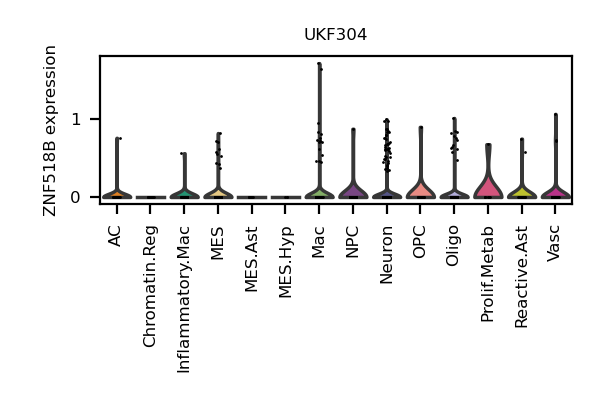 UKF304
ZNF518B expression
1
0
AC
Chromatin.Reg
Inflammatory.Mac
MES
MES.Ast
MES.Hyp
Mac
NPC
Neuron
OPC
Oligo
Prolif.Metab
Reactive.Ast
Vasc